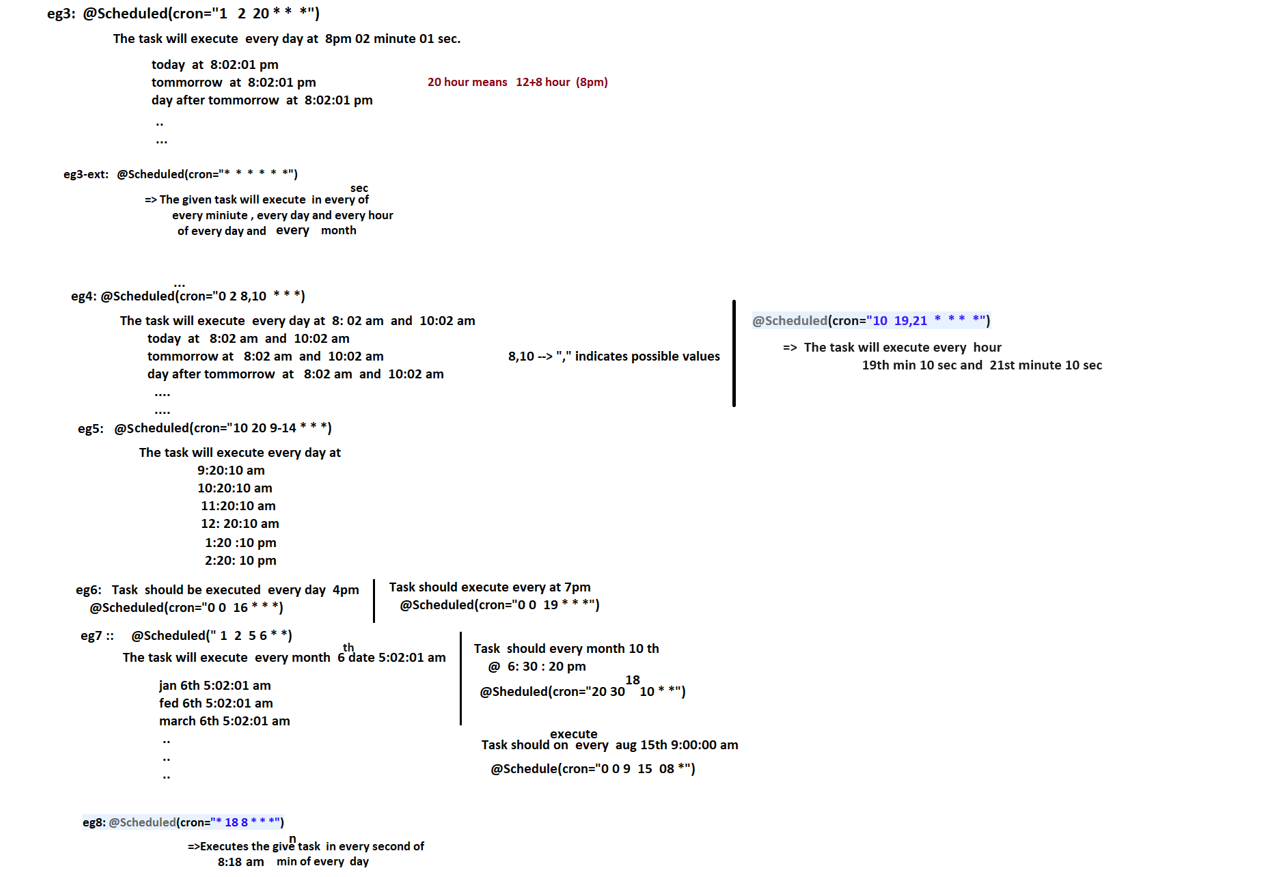 eg3: @Scheduled(cron="1 2 20 * * *")
The task will execute every day at 8pm 02 minute 01 sec.
today at 8:02:01 pm
tommorrow at 8:02:01 pm
20 hour means 12+8 hour (8pm)
day after tommorrow at 8:02:01 pm
..
...
eg3-ext: @Scheduled(cron="* * * * * *")
sec
=> The given task will execute in every of
every miniute , every day and every hour
of every day and every month
...
eg4: @Scheduled(cron="0 2 8,10 * * *)
The task will execute every day at 8: 02 am and 10:02 am
today at 8:02 am and 10:02 am
tommorrow at 8:02 am and 10:02 am
8,10 --> "," indicates possible values
day after tommorrow at 8:02 am and 10:02 am
....
....
@Scheduled(cron="10 19,21 * * * *")
=> The task will execute every hour
19th min 10 sec and 21st minute 10 sec
eg5: @Scheduled(cron="10 20 9-14 * * *)
The task will execute every day at
9:20:10 am
10:20:10 am
11:20:10 am
12: 20:10 am
1:20 :10 pm
2:20: 10 pm
eg6: Task should be executed every day 4pm
@Scheduled(cron="0 0 16 * * *)
Task should execute every at 7pm
@Scheduled(cron="0 0 19 * * *")
eg7 :: @Scheduled(" 1 2 5 6 * *)
th
The task will execute every month 6 date 5:02:01 am
jan 6th 5:02:01 am
fed 6th 5:02:01 am
march 6th 5:02:01 am
..
..
..
Task should every month 10 th
@ 6: 30 : 20 pm
18
@Sheduled(cron="20 30 10 * *")
execute
Task should on every aug 15th 9:00:00 am
@Schedule(cron="0 0 9 15 08 *")
eg8: @Scheduled(cron="* 18 8 * * *")
n
=>Executes the give task in every second of
8:18 am min of every day